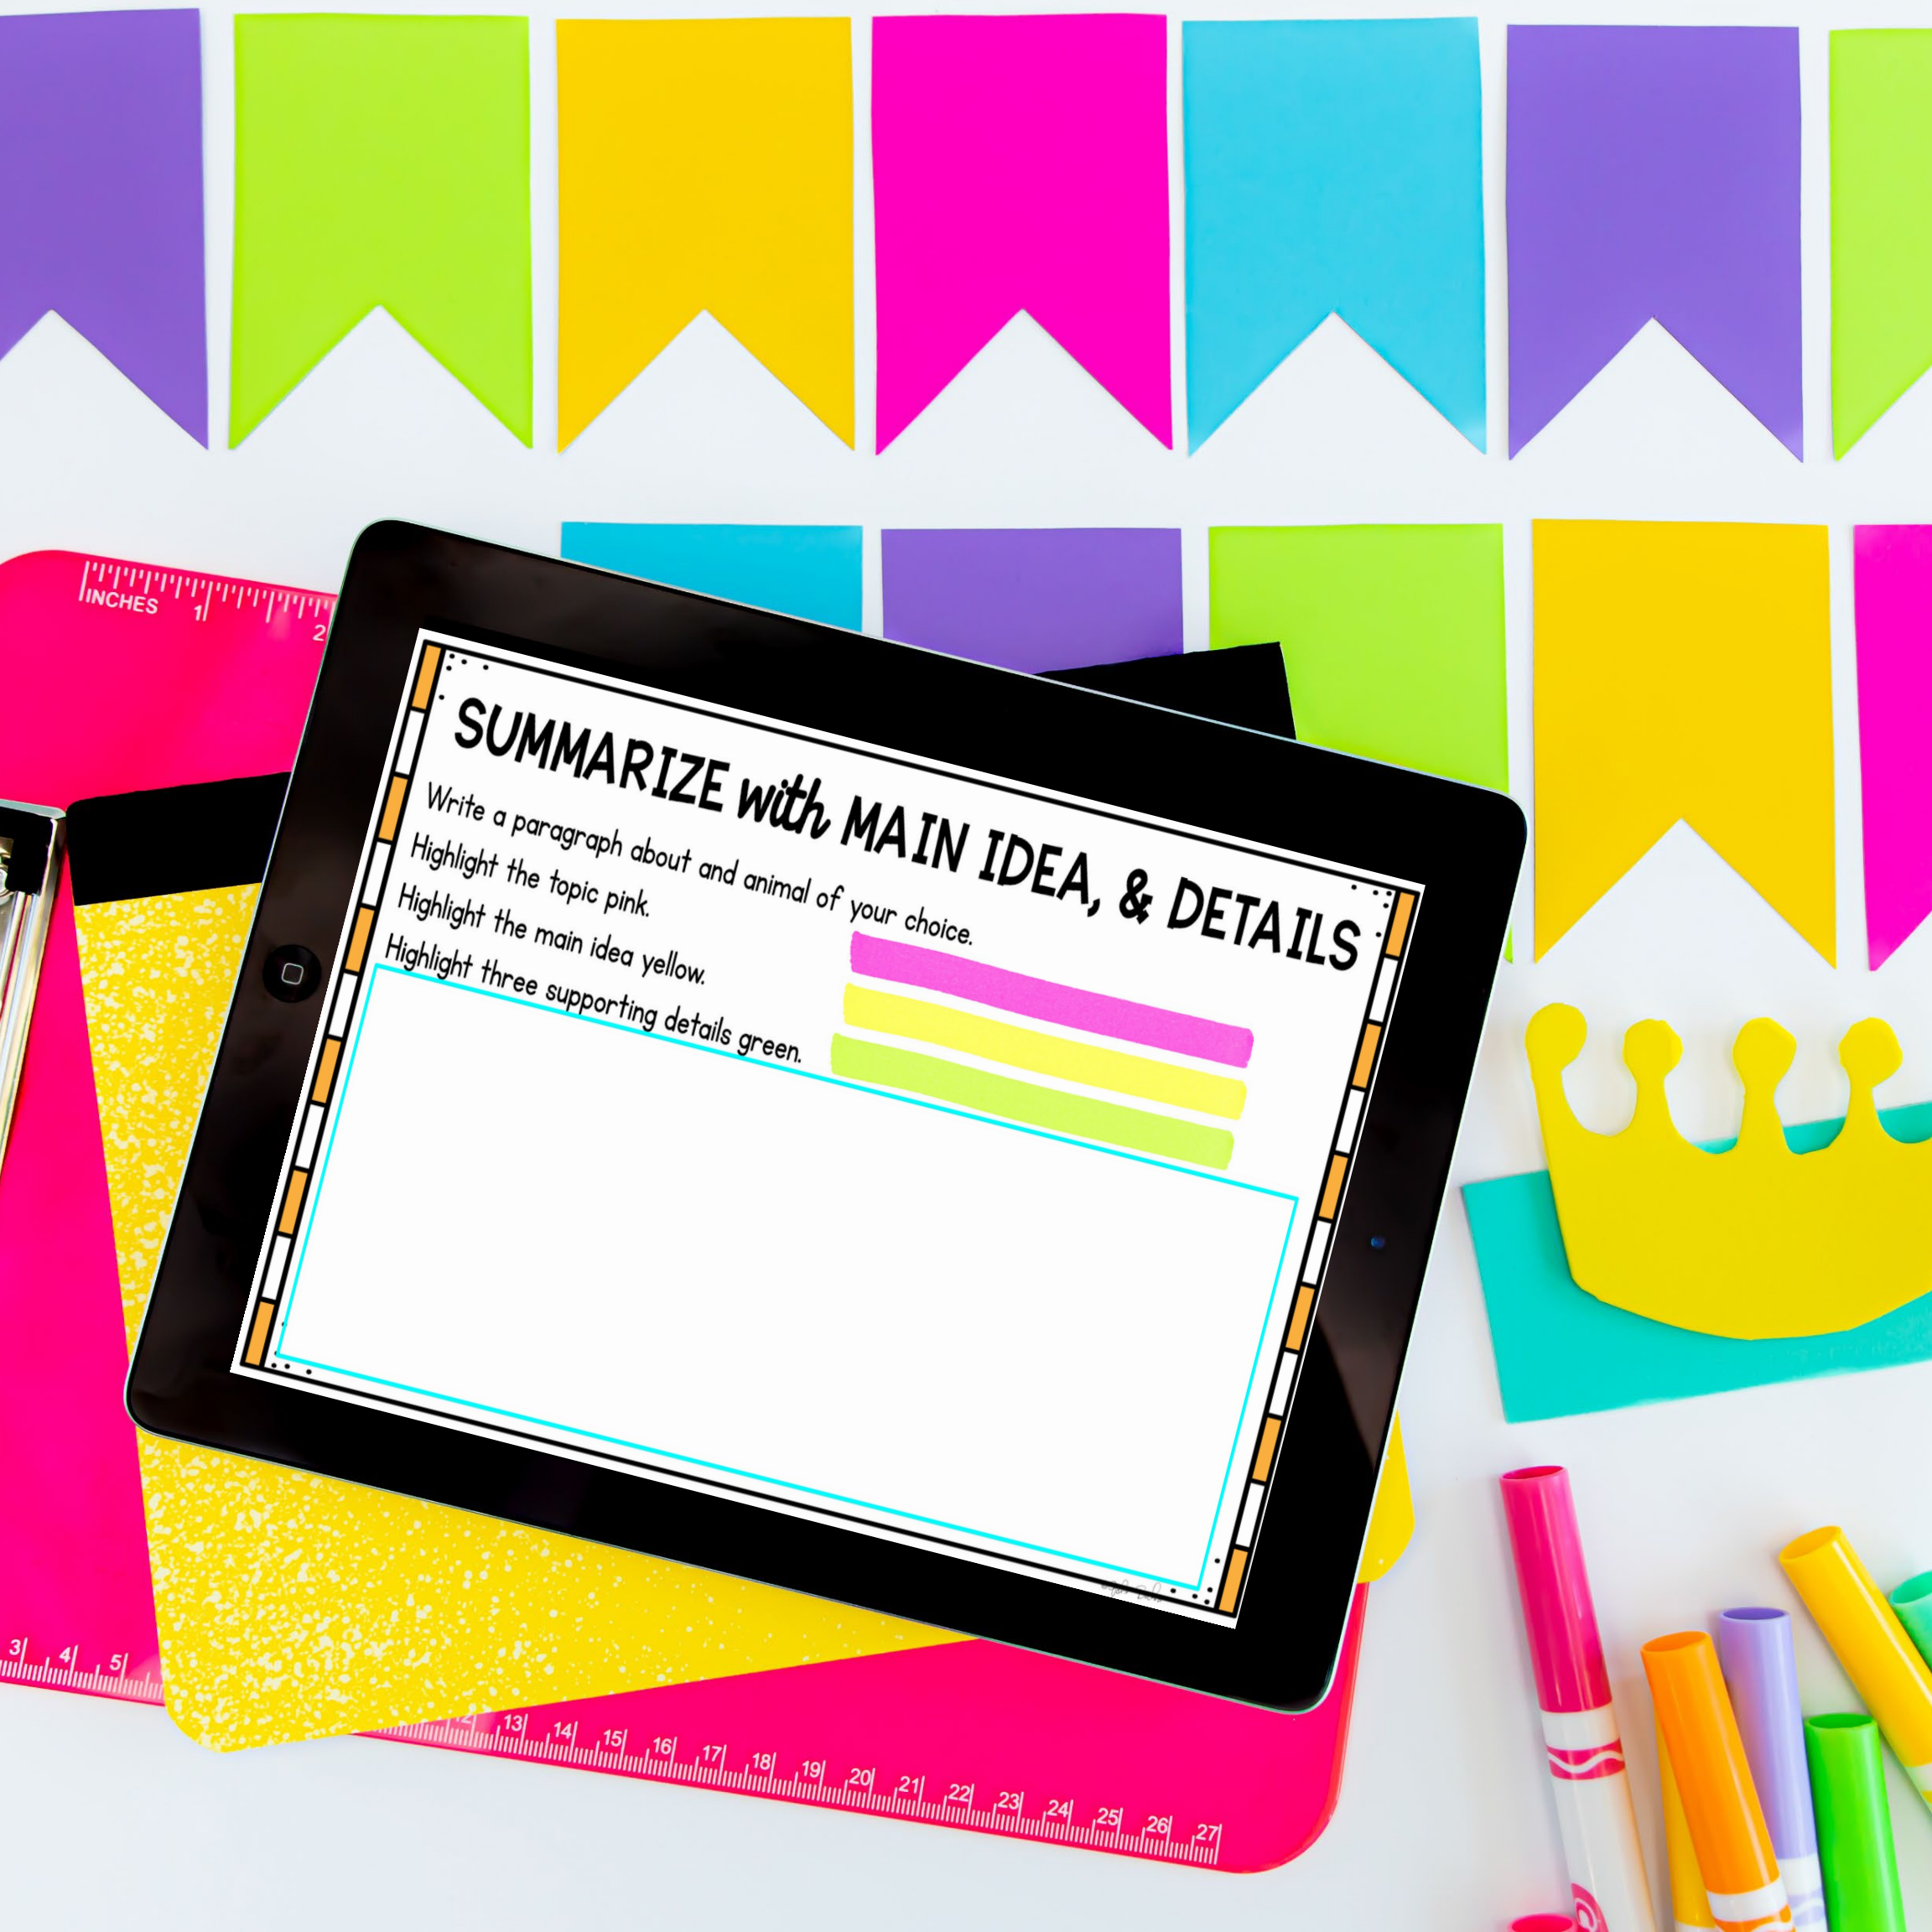 INCHES 1 2
SUMMARIZE with MAIN IDEA, & DETAILS
Write a paragraph about and animal of your choice.
Highlight the topic pink.
Highlight the main idea yellow.
Highlight three supporting details green.
3 4 5
12 13 14 15 16 17 18 19 20 21 22 23 24 25 26 27